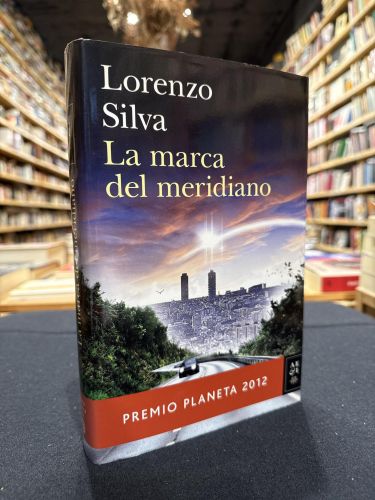 Lorenzo
Silva
La marca
del meridiano
PREMIO PLANETA 2012